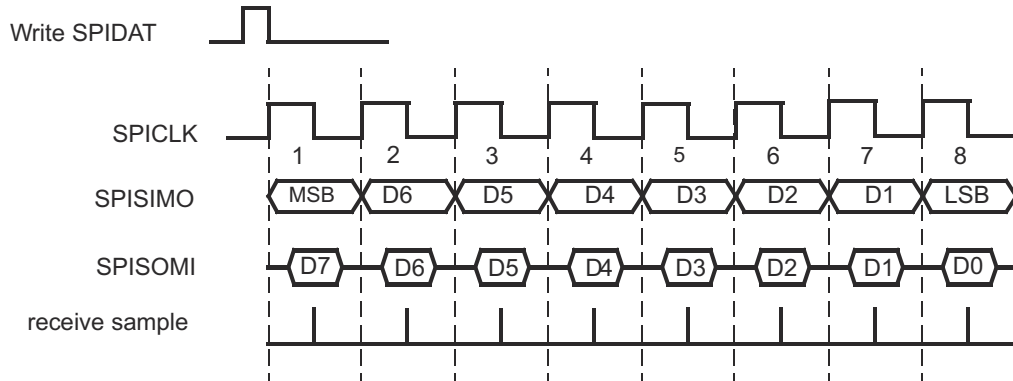 Write SPIDAT
SPICLK
1 2 3 4 5 6 7 8
SPISIMO MSB D6 D5 D4 D3 D2 D1 LSB
SPISOMI D7 D6 D5 D4 D3 D2 D1 D0
receive sample